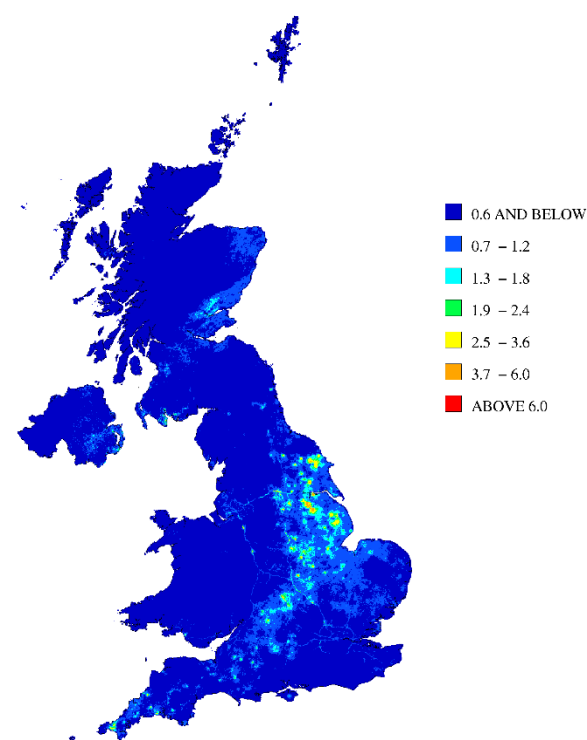 0.6 AND BELOW
0.7 – 1.2
1.3 – 1.8
1.9 – 2.4
2.5 – 3.6
3.7 – 6.0
ABOVE 6.0